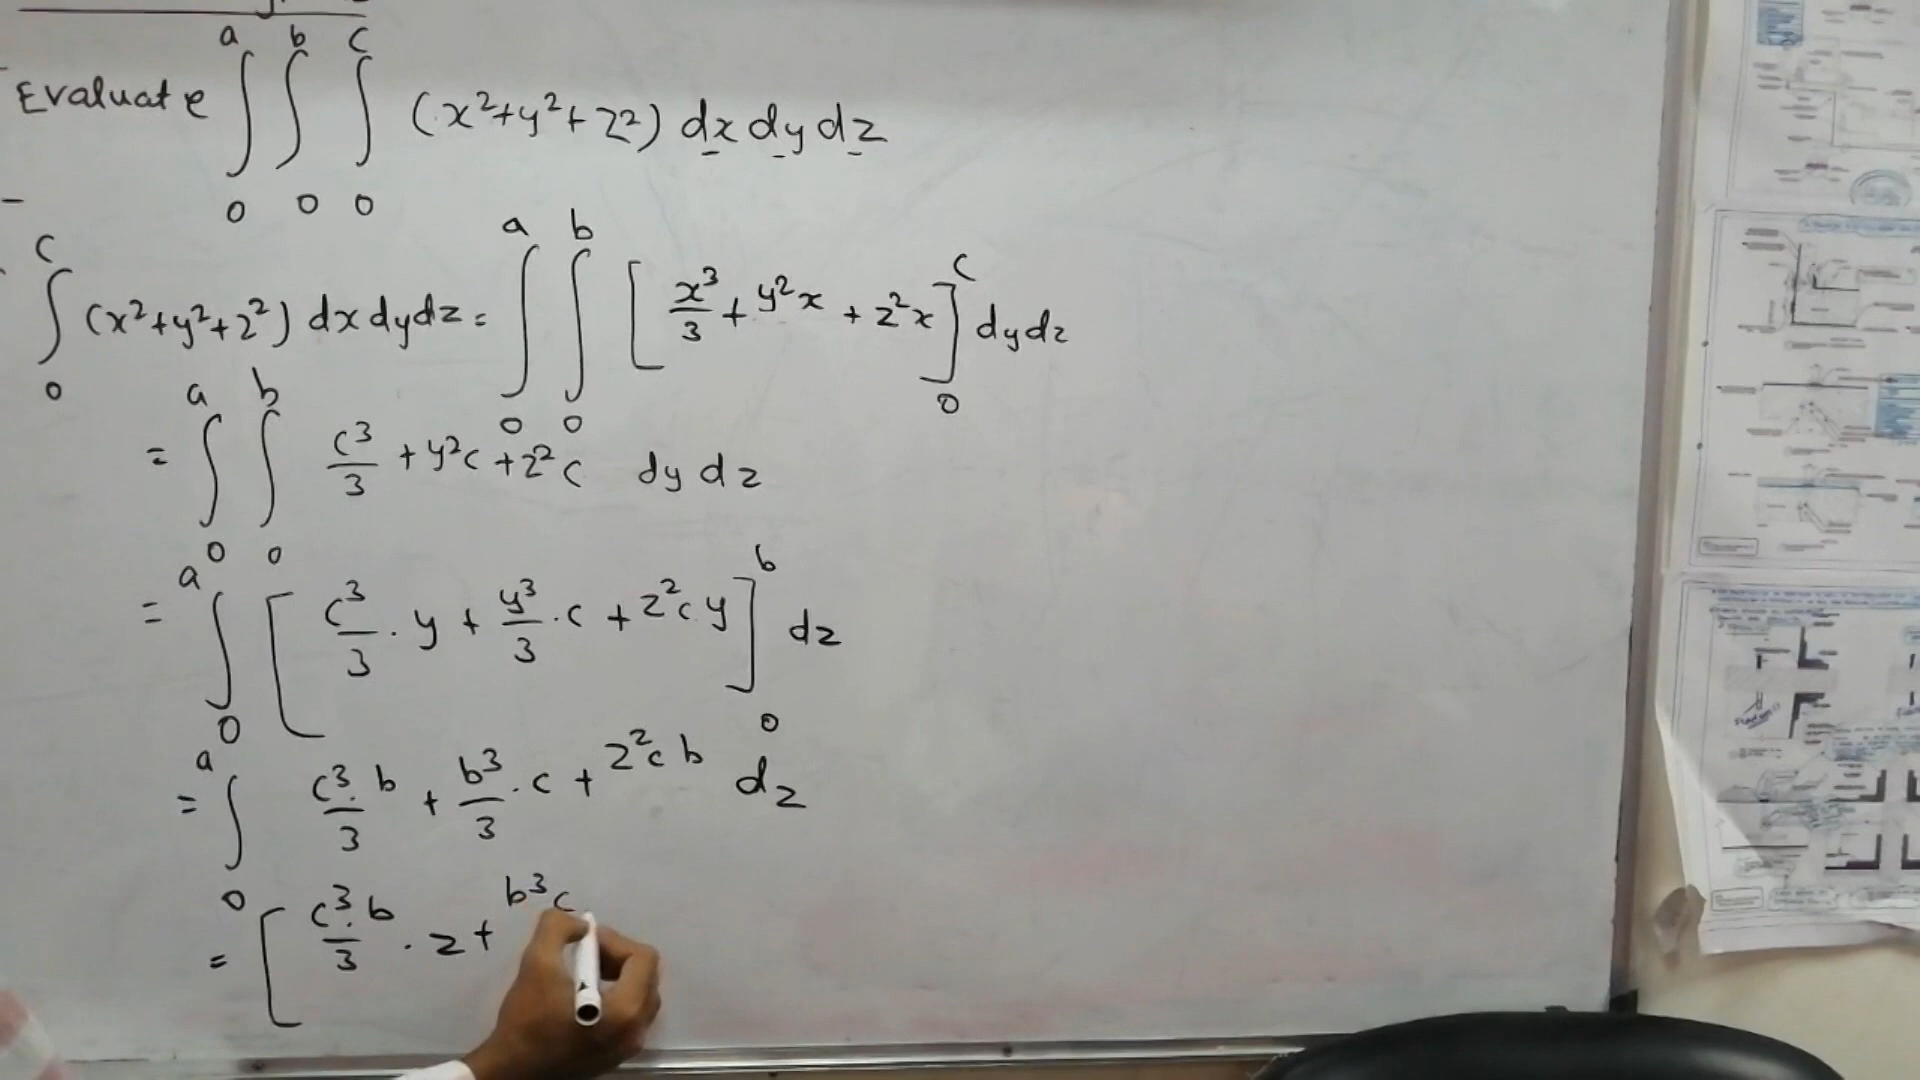 Evaluate ∫₀ᵃ ∫₀ᵇ ∫₀ᶜ (x²+y²+z²) dx dy dz
∫₀ᶜ (x²+y²+z²) dx dy dz = ∫₀ᵃ ∫₀ᵇ [x³/3 + y²x + z²x]₀ᶜ dy dz
= ∫₀ᵃ ∫₀ᵇ c³/3 + y²c + z²c dy dz
= ∫₀ᵃ [c³/3 . y + y³/3 . c + z²c.y]₀ᵇ dz
= ∫₀ᵃ c³.b/3 + b³/3 . c + z²cb dz
= [c³.b/3 . z + b³c